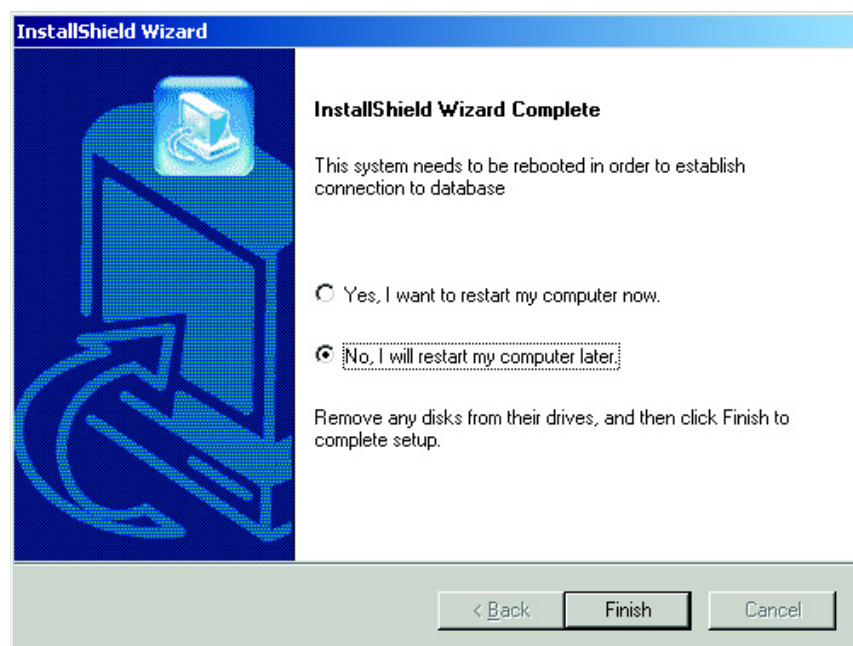 InstallShield Wizard
InstallShield Wizard Complete
This system needs to be rebooted in order to establish
connection to database
Yes, I want to restart my computer now.
No, I will restart my computer later.
Remove any disks from their drives, and then click Finish to
complete setup.
< Back
Finish
Cancel